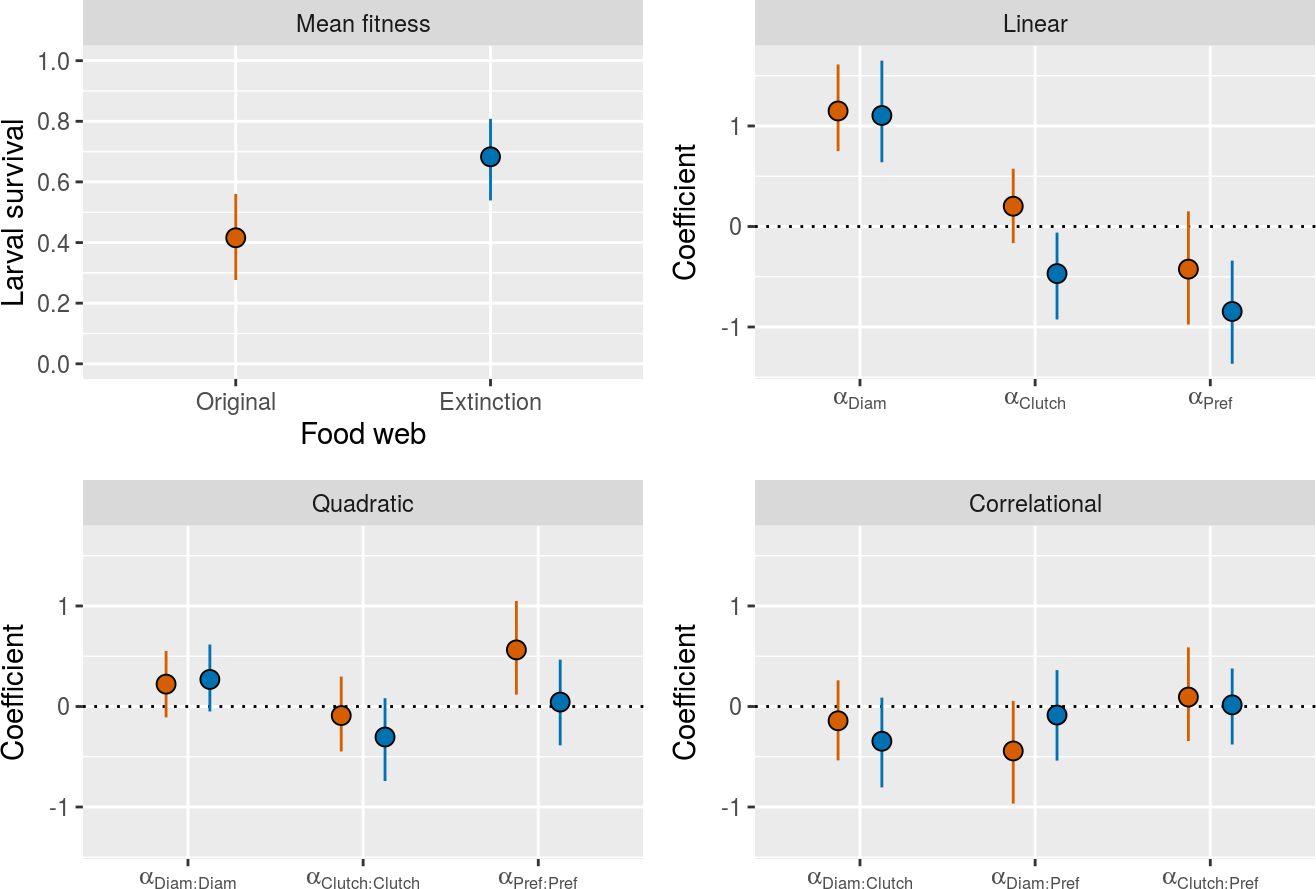 Mean fitness
Larval survival
1.0
0.8
0.6
0.4
0.2
0.0
Original Extinction
Food web
Linear
Coefficient
1
0
-1
αDiam αClutch αPref
Quadratic
Coefficient
1
0
-1
αDiam:Diam αClutch:Clutch αPref:Pref
Correlational
Coefficient
1
0
-1
αDiam:Clutch αDiam:Pref αClutch:Pref